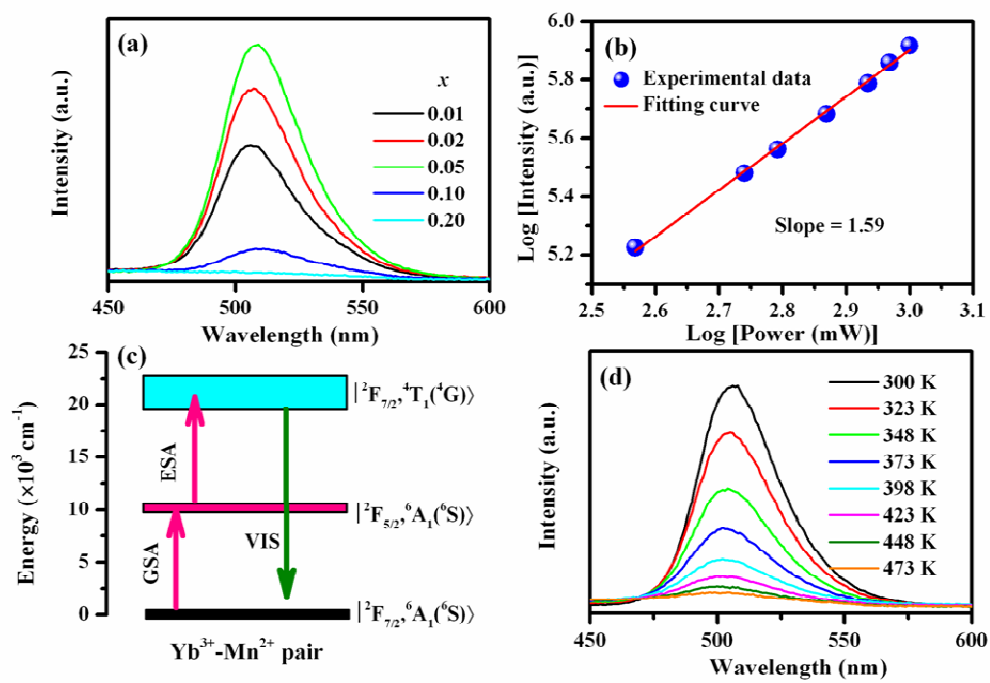 (a)
x
0.01
0.02
0.05
0.10
0.20
Intensity (a.u.)
450 500 550 600
Wavelength (nm)
(b)
Experimental data
Fitting curve
Slope = 1.59
Log [Intensity (a.u.)]
6.0
5.8
5.6
5.4
5.2
2.5 2.6 2.7 2.8 2.9 3.0 3.1
Log [Power (mW)]
(c)
Energy (×10³ cm⁻¹)
25
20
15
10
5
0
|²F₇/₂,⁴T₁(⁴G)⟩
ESA
|²F₅/₂,⁶A₁(⁶S)⟩
VIS
GSA
|²F₇/₂,⁶A₁(⁶S)⟩
Yb³⁺-Mn²⁺ pair
(d)
300 K
323 K
348 K
373 K
398 K
423 K
448 K
473 K
Intensity (a.u.)
450 500 550 600
Wavelength (nm)